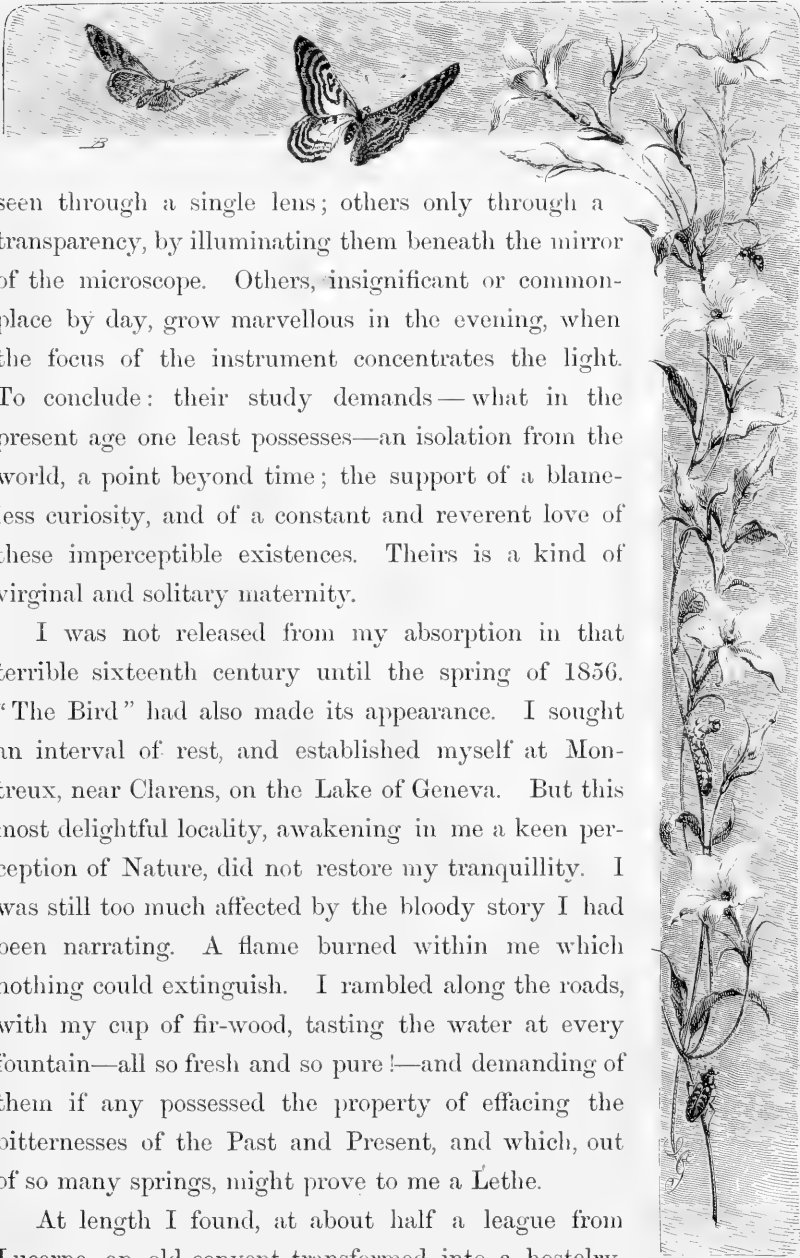 seen through a single lens; others only through a
transparency, by illuminating them beneath the mirror
of the microscope. Others, insignificant or common-
place by day, grow marvellous in the evening, when
the focus of the instrument concentrates the light.
To conclude: their study demands—what in the
present age one least possesses—an isolation from the
world, a point beyond time; the support of a blame-
less curiosity, and of a constant and reverent love of
these imperceptible existences. Theirs is a kind of
virginal and solitary maternity.
I was not released from my absorption in that
terrible sixteenth century until the spring of 1856.
"The Bird" had also made its appearance. I sought
an interval of rest, and established myself at Mon-
treux, near Clarens, on the Lake of Geneva. But this
most delightful locality, awakening in me a keen per-
ception of Nature, did not restore my tranquillity. I
was still too much affected by the bloody story I had
been narrating. A flame burned within me which
nothing could extinguish. I rambled along the roads,
with my cup of fir-wood, tasting the water at every
fountain—all so fresh and so pure!—and demanding of
them if any possessed the property of effacing the
bitternesses of the Past and Present, and which, out
of so many springs, might prove to me a Lethe.
At length I found, at about half a league from
Lucerne, an old convent transformed into a hostelry,